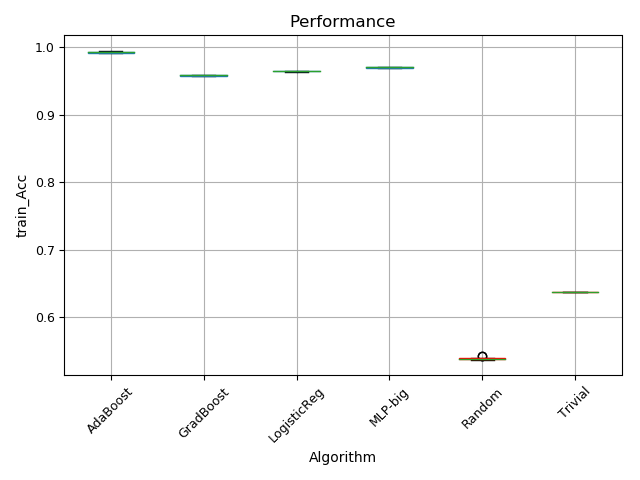 Performance
1.0
0.9
0.8
0.7
0.6
train_Acc
AdaBoost
GradBoost
LogisticReg
MLP-big
Random
Trivial
Algorithm